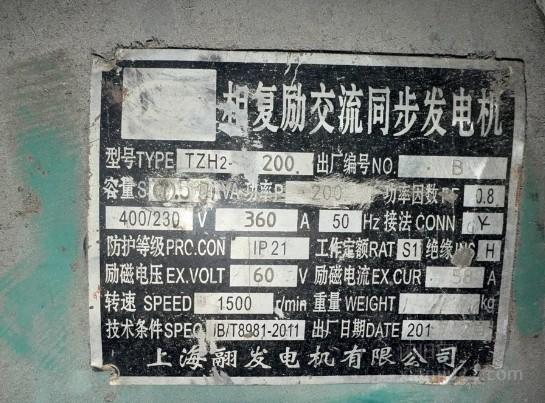 相复励交流同步发电机
型号TYPE TZH2- 200. 出厂编号NO. B
容量S VA 功率P 200 功率因数 0.8
400/230 V 360 A 50 Hz 接法CONN Y
防护等级PRO.CON IP21 工作定额RAT S1 绝缘INS H
励磁电压EX.VOLT 60 V 励磁电流EX.CUR A
转速 SPEED 1500 r/min 重量 WEIGHT kg
技术条件SPEC JB/T8981-2011 出厂日期DATE 201
上海翮发电机有限公司